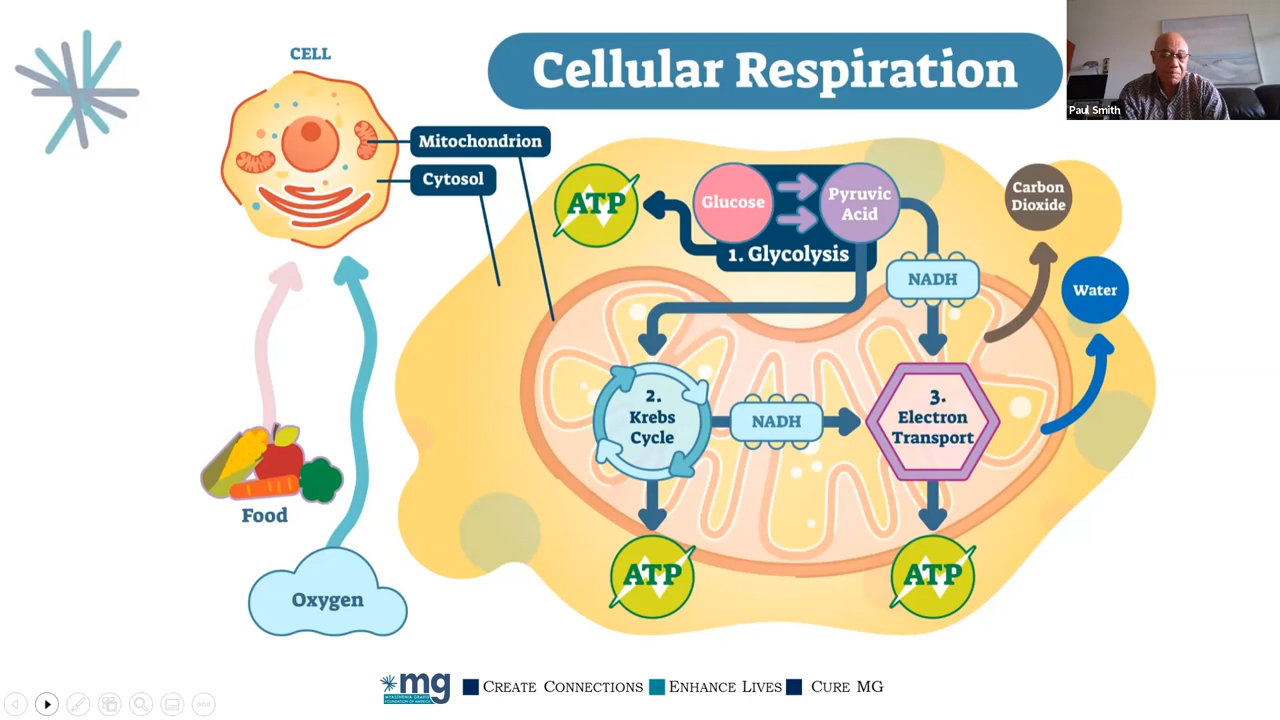 CELL
Cellular Respiration
Paul Smith
Mitochondrion
Cytosol
ATP
Glucose
Pyruvic
Acid
1. Glycolysis
Carbon
Dioxide
NADH
Water
2.
Krebs
Cycle
NADH
3.
Electron
Transport
Food
Oxygen
ATP
ATP
mg
MYASTHENIA GRAVIS
FOUNDATION OF AMERICA
CREATE CONNECTIONS ENHANCE LIVES CURE MG